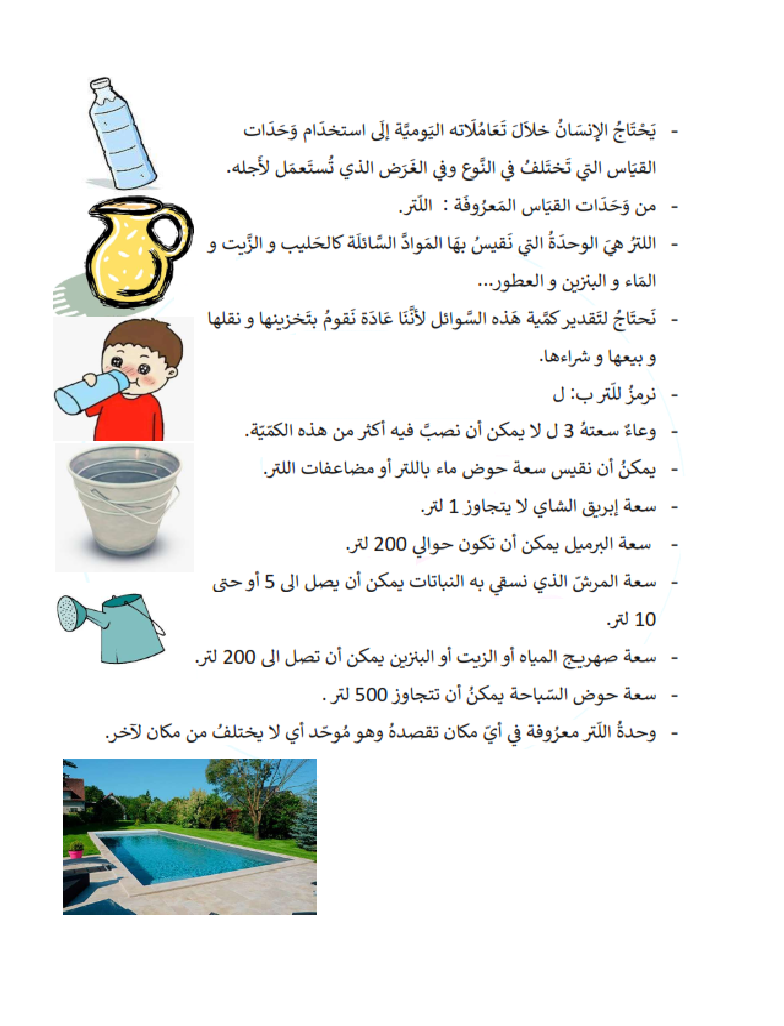 - يَحْتَاجُ الإنسَانُ خلاَلَ تَعَامُلَاته اليَوميَّة إلَى استخدَام وَحَدَات
القيَاس التي تَختَلفُ في النَّوع وفي الغَرَض الذي تُستَعمَل لأَجله.
- من وَحَدَات القيَاس المَعرُوفَة : اللّتر.
- اللترُ هيَ الوحدَةُ التي نَقيسُ بهَا المَوادَّ السَّائلَة كالحَليب و الزَّيت و
المَاء و البنزين و العطور...
- نَحتَاجُ لتَقدير كمَّية هَذه السَّوائل لأَنَّنَا عَادَة نَقومُ بتَخزينها و نقلها
و بيعها و شراءها.
- نرمزُ للَتر ب: ل
- وعاءٌ سعتهُ 3 ل لا يمكن أن نصبَّ فيه أكثر من هذه الكمَيّة.
- يمكنُ أن نقيس سعة حوض ماء باللتر أو مضاعفات اللتر.
- سعة إبريق الشاي لا يتجاوز 1 لتر.
- سعة البرميل يمكن أن تكون حوالي 200 لتر.
- سعة المرشّ الذي نسقي به النباتات يمكن أن يصل الى 5 أو حتى
10 لتر.
- سعة صهريج المياه أو الزيت أو البنزين يمكن أن تصل الى 200 لتر.
- سعة حوض السّباحة يمكنُ أن تتجاوز 500 لتر .
- وحدةُ اللَتر معرُوفة في أيّ مكان تقصدهُ وهو مُوحّد أي لا يختلفُ من مكان لآخر.